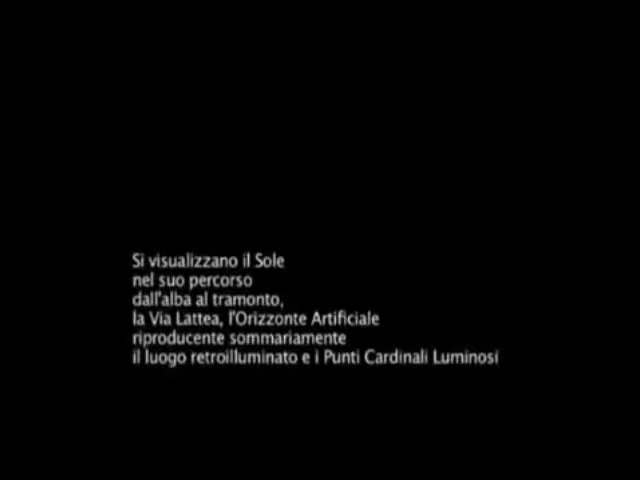 Si visualizzano il Sole
nel suo percorso
dall'alba al tramonto,
la Via Lattea, l'Orizzonte Artificiale
riproducente sommariamente
il luogo retroilluminato e i Punti Cardinali Luminosi